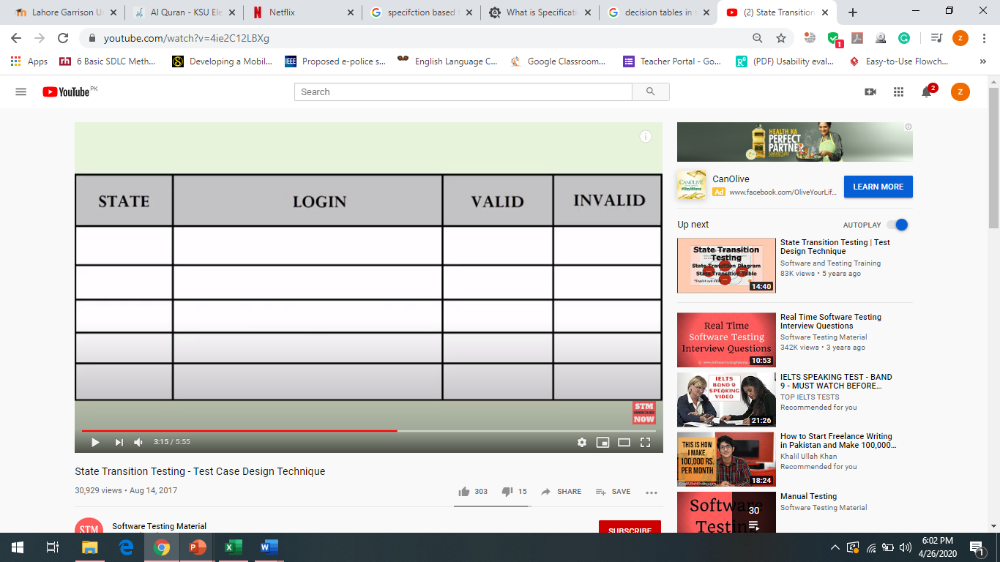 Lahore Garrison Un
Al Quran - KSU Ele
Netflix
specifction based t
What is Specificati
decision tables in s
(2) State Transition
youtube.com/watch?v=4ie2C12LBXg
1
z
Apps
6 Basic SDLC Meth...
Developing a Mobil...
IEEE
Proposed e-police s...
English Language C...
Google Classroom...
Teacher Portal - Go...
(PDF) Usability eval...
Easy-to-Use Flowch...
YouTube PK
Search
2
z
STATE LOGIN VALID INVALID
STM
SUBSCRIBE
NOW
3:15 / 5:55
State Transition Testing - Test Case Design Technique
30,929 views • Aug 14, 2017
303
15
SHARE
SAVE
STM
Software Testing Material
SUBSCRIBE
HEALTH KA
PERFECT
PARTNER
CANOLIVE
CanOlive
Ad www.facebook.com/OliveYourLif...
LEARN MORE
Up next
AUTOPLAY
State Transition
Testing
State Transition Diagram
State Transition Table
14:40
State Transition Testing | Test
Design Technique
Software and Testing Training
83K views • 5 years ago
Real Time
Software Testing
Interview Questions
10:53
Real Time Software Testing
Interview Questions
Software Testing Material
342K views • 3 years ago
IELTS
BAND 9
SPEAKING
VIDEO
21:26
IELTS SPEAKING TEST - BAND
9 - MUST WATCH BEFORE...
TOP IELTS TESTS
Recommended for you
THIS IS HOW
I MAKE
100,000 RS.
PER MONTH
18:24
How to Start Freelance Writing
in Pakistan and Make 100,000...
Khalil Ullah Khan
Recommended for you
Software
Testing
30
Manual Testing
Software Testing Material
6:02 PM
4/26/2020
1